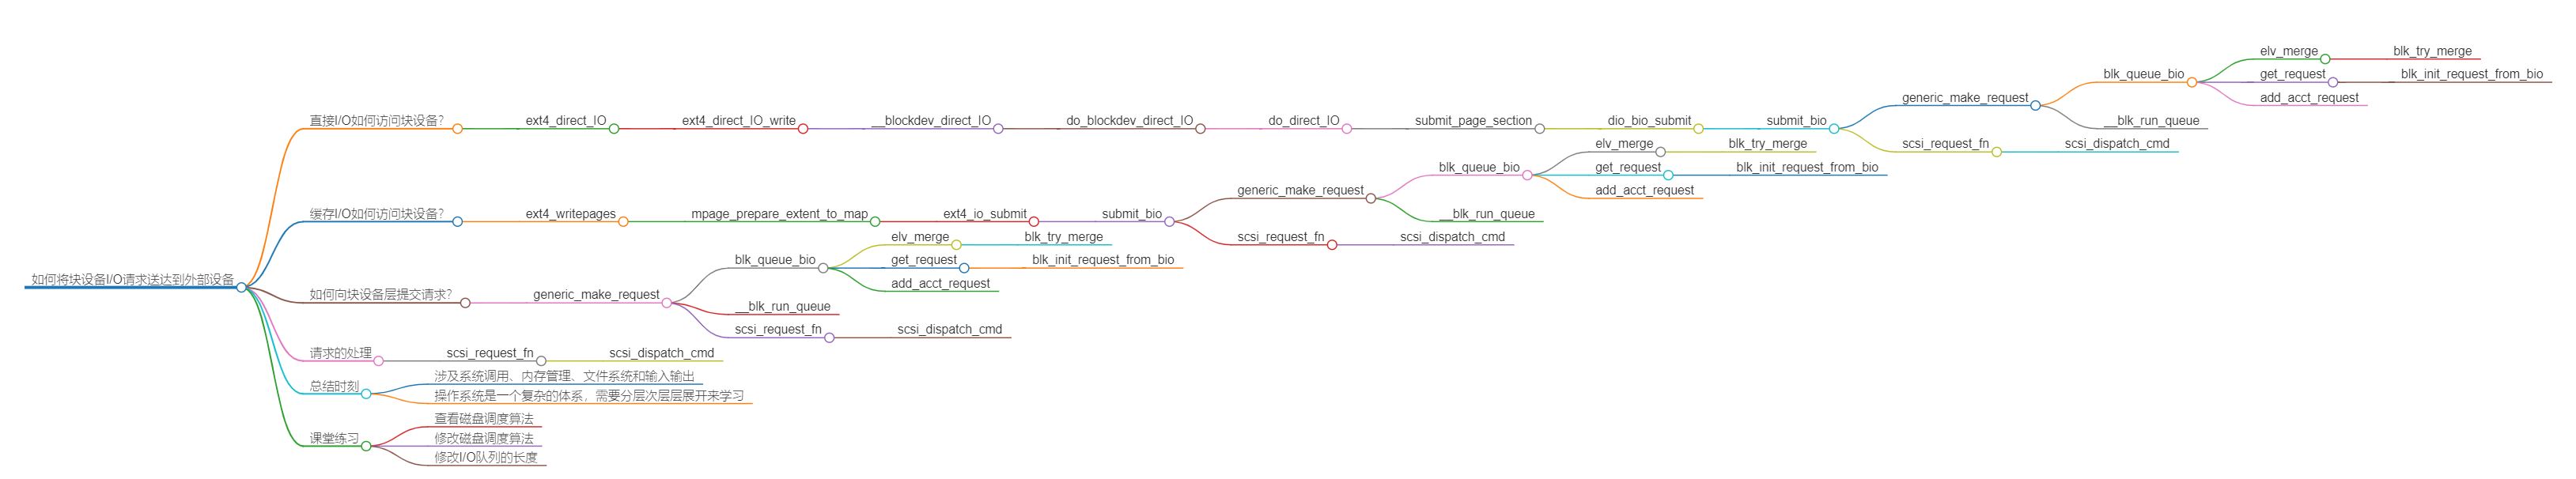 如何将块设备I/O请求送达到外部设备
直接I/O如何访问块设备?
ext4_direct_IO
ext4_direct_IO_write
__blockdev_direct_IO
do_blockdev_direct_IO
do_direct_IO
submit_page_section
dio_bio_submit
submit_bio
generic_make_request
blk_queue_bio
elv_merge
blk_try_merge
get_request
blk_init_request_from_bio
add_acct_request
__blk_run_queue
scsi_request_fn
scsi_dispatch_cmd
缓存I/O如何访问块设备?
ext4_writepages
mpage_prepare_extent_to_map
ext4_io_submit
submit_bio
generic_make_request
blk_queue_bio
elv_merge
blk_try_merge
get_request
blk_init_request_from_bio
add_acct_request
__blk_run_queue
scsi_request_fn
scsi_dispatch_cmd
如何向块设备层提交请求?
generic_make_request
blk_queue_bio
elv_merge
blk_try_merge
get_request
blk_init_request_from_bio
add_acct_request
__blk_run_queue
scsi_request_fn
scsi_dispatch_cmd
请求的处理
scsi_request_fn
scsi_dispatch_cmd
总结时刻
涉及系统调用、内存管理、文件系统和输入输出
操作系统是一个复杂的体系，需要分层次层层展开来学习
课堂练习
查看磁盘调度算法
修改磁盘调度算法
修改I/O队列的长度